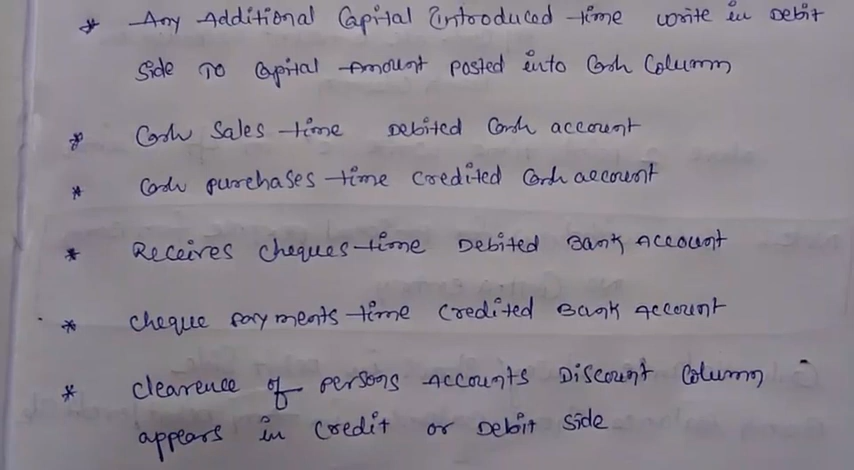 * Any Additional Capital Introduced time write in Debit
side To Capital Amount posted into Cash Column
* Cash sales time Debited Cash account
* Cash purchases time credited Cash account
* Receives cheques time Debited Bank Account
* cheque payments time Credited Bank Account
* clearence of persons Accounts Discount Column
appears in credit or Debit side